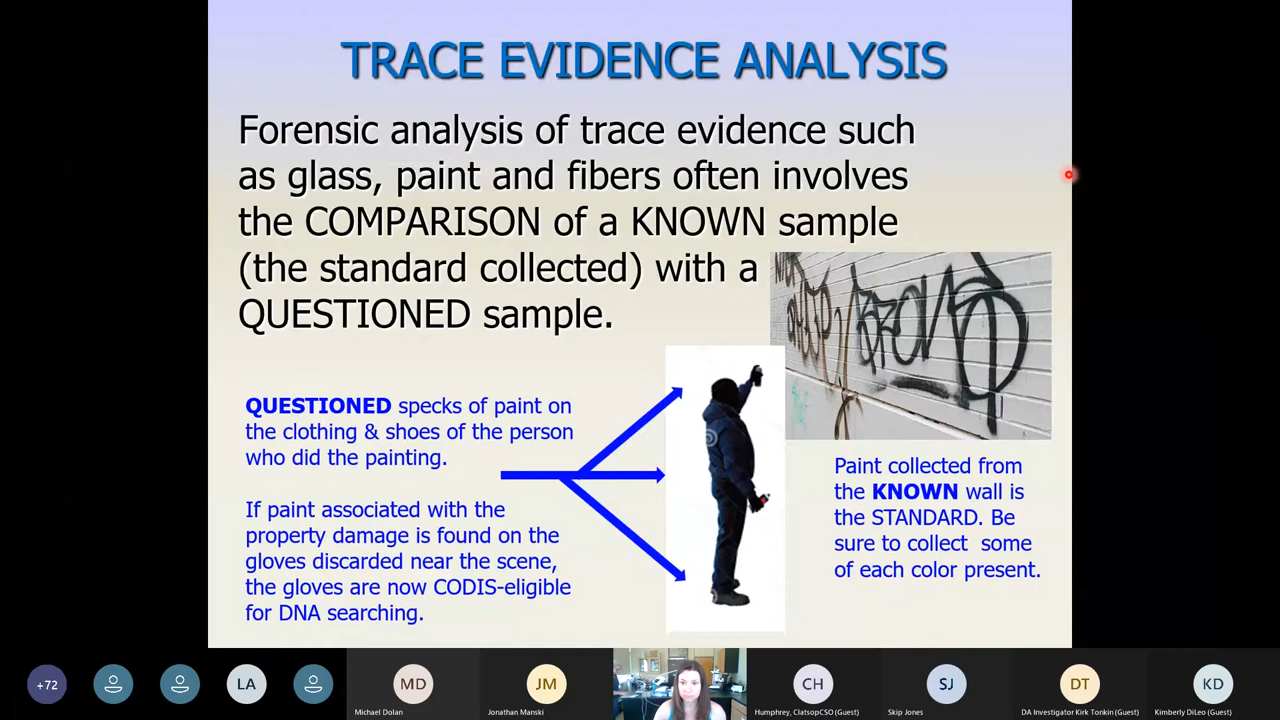 TRACE EVIDENCE ANALYSIS
Forensic analysis of trace evidence such
as glass, paint and fibers often involves
the COMPARISON of a KNOWN sample
(the standard collected) with a
QUESTIONED sample.
QUESTIONED specks of paint on
the clothing & shoes of the person
who did the painting.
If paint associated with the
property damage is found on the
gloves discarded near the scene,
the gloves are now CODIS-eligible
for DNA searching.
Paint collected from
the KNOWN wall is
the STANDARD. Be
sure to collect some
of each color present.
+72
LA
MD
Michael Dolan
JM
Jonathan Manski
CH
Humphrey, ClatsopCSO (Guest)
SJ
Skip Jones
DT
DA Investigator Kirk Tonkin (Guest)
KD
Kimberly DiLeo (Guest)